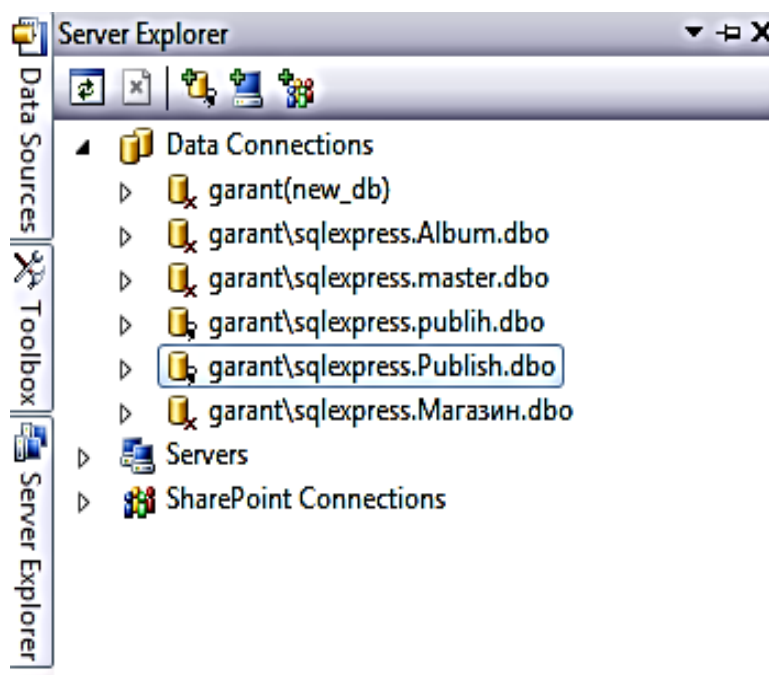 Server Explorer
Data Connections
garant(new_db)
garant\sqlexpress.Album.dbo
garant\sqlexpress.master.dbo
garant\sqlexpress.publih.dbo
garant\sqlexpress.Publish.dbo
garant\sqlexpress.Магазин.dbo
Servers
SharePoint Connections
Data Sources
Toolbox
Server Explorer